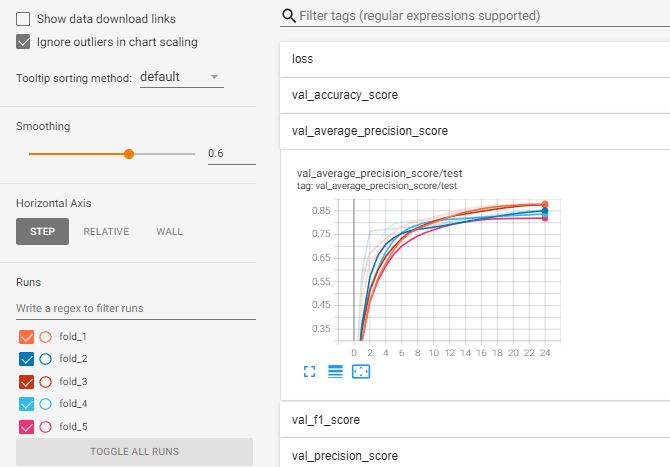 Show data download links
Ignore outliers in chart scaling
Tooltip sorting method: default
Smoothing
0.6
Horizontal Axis
STEP RELATIVE WALL
Runs
Write a regex to filter runs
fold_1
fold_2
fold_3
fold_4
fold_5
TOGGLE ALL RUNS
Filter tags (regular expressions supported)
loss
val_accuracy_score
val_average_precision_score
val_average_precision_score/test
tag: val_average_precision_score/test
0.85
0.75
0.65
0.55
0.45
0.35
0 2 4 6 8 10 12 14 16 18 20 22 24
val_f1_score
val_precision_score